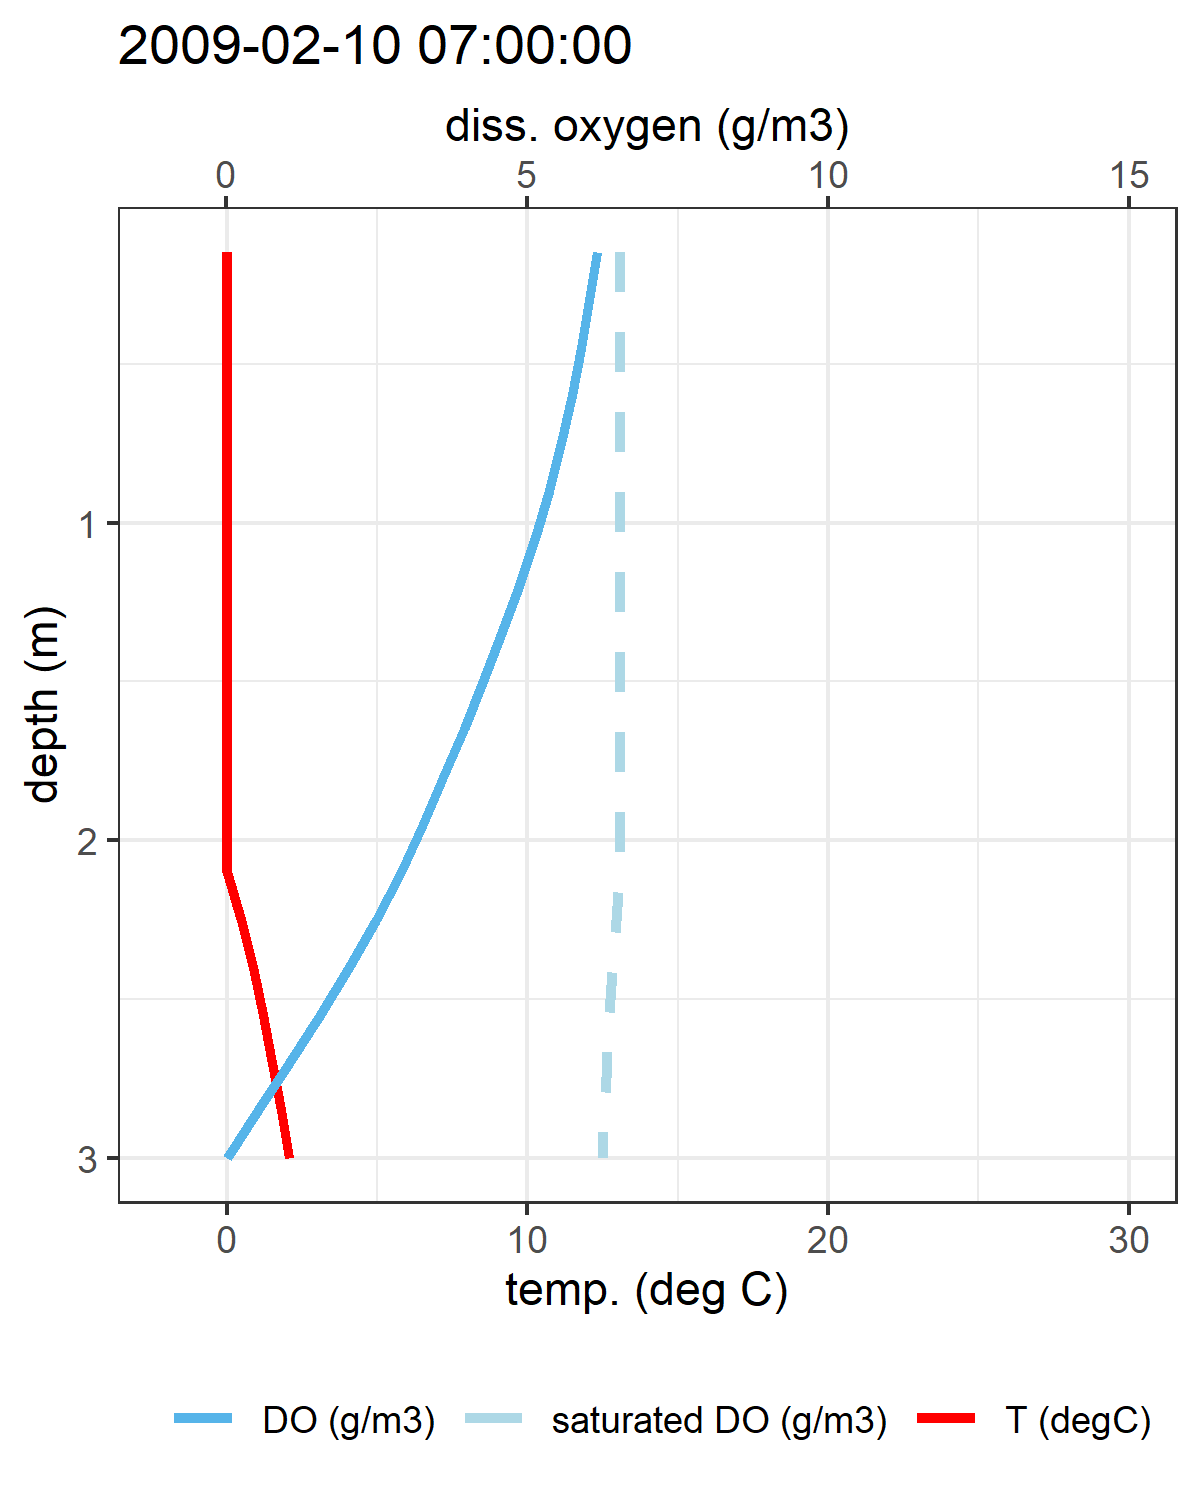 2009-02-10 07:00:00
diss. oxygen (g/m3)
0 5 10 15
depth (m)
1
2
3
0 10 20 30
temp. (deg C)
DO (g/m3) saturated DO (g/m3) T (degC)